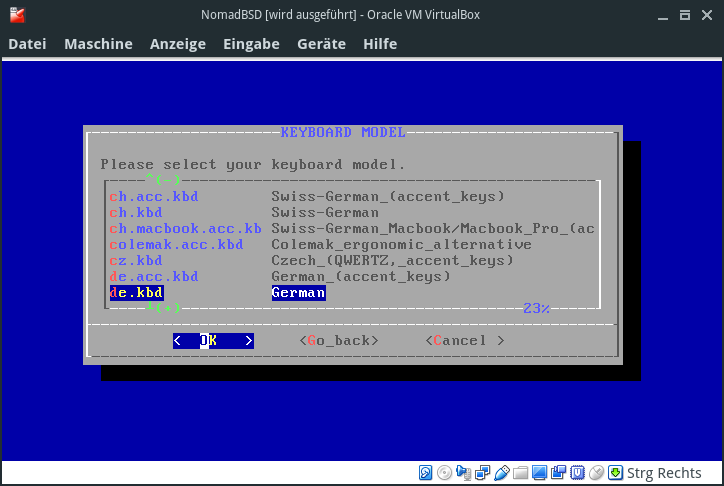 NomadBSD [wird ausgeführt] - Oracle VM VirtualBox
Datei Maschine Anzeige Eingabe Geräte Hilfe
KEYBOARD MODEL
Please select your keyboard model.
^(-)
ch.acc.kbd Swiss-German_(accent_keys)
ch.kbd Swiss-German
ch.macbook.acc.kb Swiss-German_Macbook/Macbook_Pro_(ac
colemak.acc.kbd Colemak_ergonomic_alternative
cz.kbd Czech_(QWERTZ,_accent_keys)
de.acc.kbd German_(accent_keys)
de.kbd German
(+) 23%
< OK > <Go_back> <Cancel >
Strg Rechts